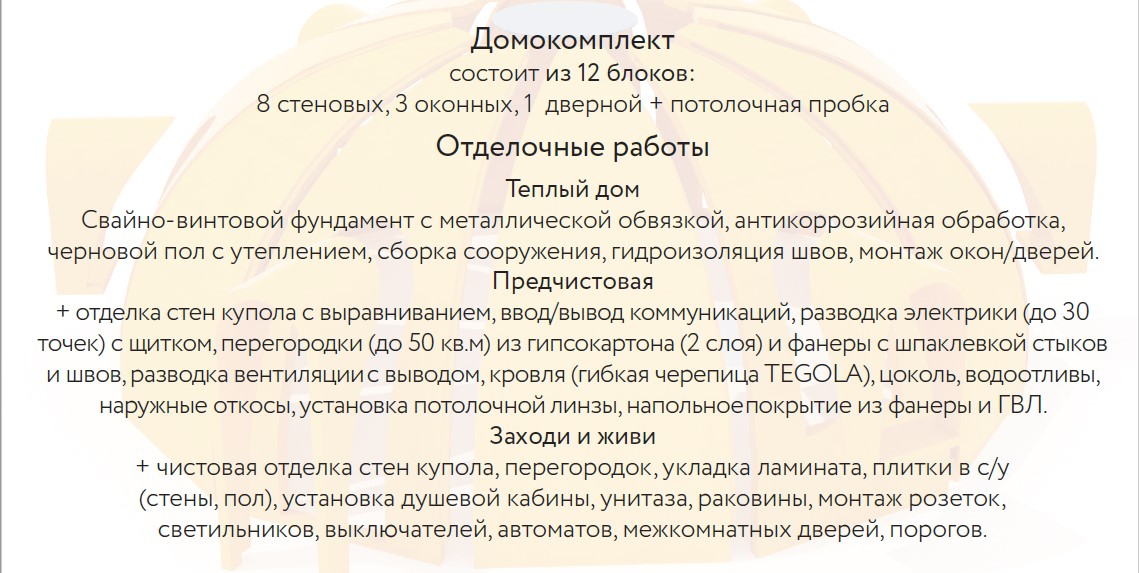 Домокомплект
состоит из 12 блоков:
8 стеновых, 3 оконных, 1 дверной + потолочная пробка
Отделочные работы
Теплый дом
Свайно-винтовой фундамент с металлической обвязкой, антикоррозийная обработка,
черновой пол с утеплением, сборка сооружения, гидроизоляция швов, монтаж окон/дверей.
Предчистовая
+ отделка стен купола с выравниванием, ввод/вывод коммуникаций, разводка электрики (до 30
точек) с щитком, перегородки (до 50 кв.м) из гипсокартона (2 слоя) и фанеры с шпаклевкой стыков
и швов, разводка вентиляции с выводом, кровля (гибкая черепица TEGOLA), цоколь, водоотливы,
наружные откосы, установка потолочной линзы, напольное покрытие из фанеры и ГВЛ.
Заходи и живи
+ чистовая отделка стен купола, перегородок, укладка ламината, плитки в с/у
(стены, пол), установка душевой кабины, унитаза, раковины, монтаж розеток,
светильников, выключателей, автоматов, межкомнатных дверей, порогов.